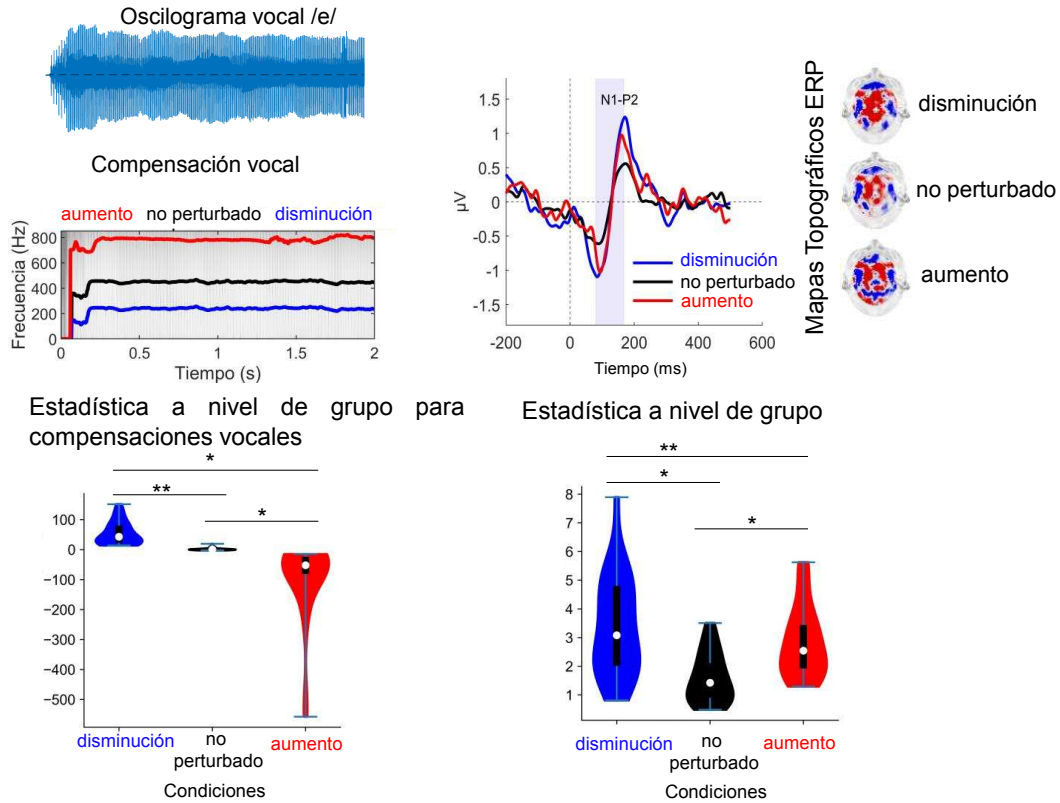 Oscilograma vocal /e/
Compensación vocal
aumento no perturbado disminución
Frecuencia (Hz)
800
600
400
200
0
0 0.5 1 1.5 2
Tiempo (s)
µV
1.5
1
0.5
0
-0.5
-1
-1.5
N1-P2
disminución
no perturbado
aumento
-200 0 200 400 600
Tiempo (ms)
Mapas Topográficos ERP
disminución
no perturbado
aumento
Estadística a nivel de grupo para
compensaciones vocales
*
**
*
100
0
−100
−200
−300
−400
−500
disminución no aumento
perturbado
Condiciones
Estadística a nivel de grupo
**
*
*
8
7
6
5
4
3
2
1
disminución no aumento
perturbado
Condiciones